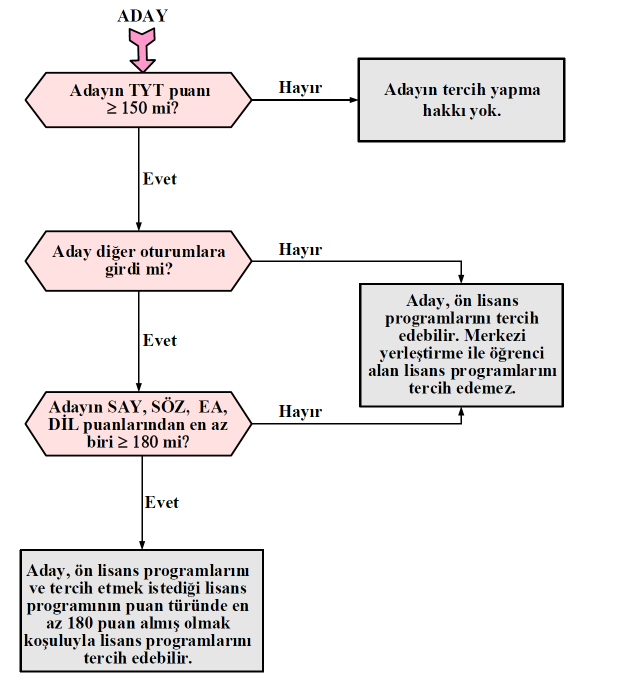 ADAY
Adayın TYT puanı
≥ 150 mi?
Hayır
Adayın tercih yapma
hakkı yok.
Evet
Aday diğer oturumlara
girdi mi?
Hayır
Aday, ön lisans
programlarını tercih
edebilir. Merkezi
yerleştirme ile öğrenci
alan lisans programlarını
tercih edemez.
Evet
Adayın SAY, SÖZ, EA,
DİL puanlarından en az
biri ≥ 180 mi?
Hayır
Evet
Aday, ön lisans programlarını
ve tercih etmek istediği lisans
programının puan türünde en
az 180 puan almış olmak
koşuluyla lisans programlarını
tercih edebilir.